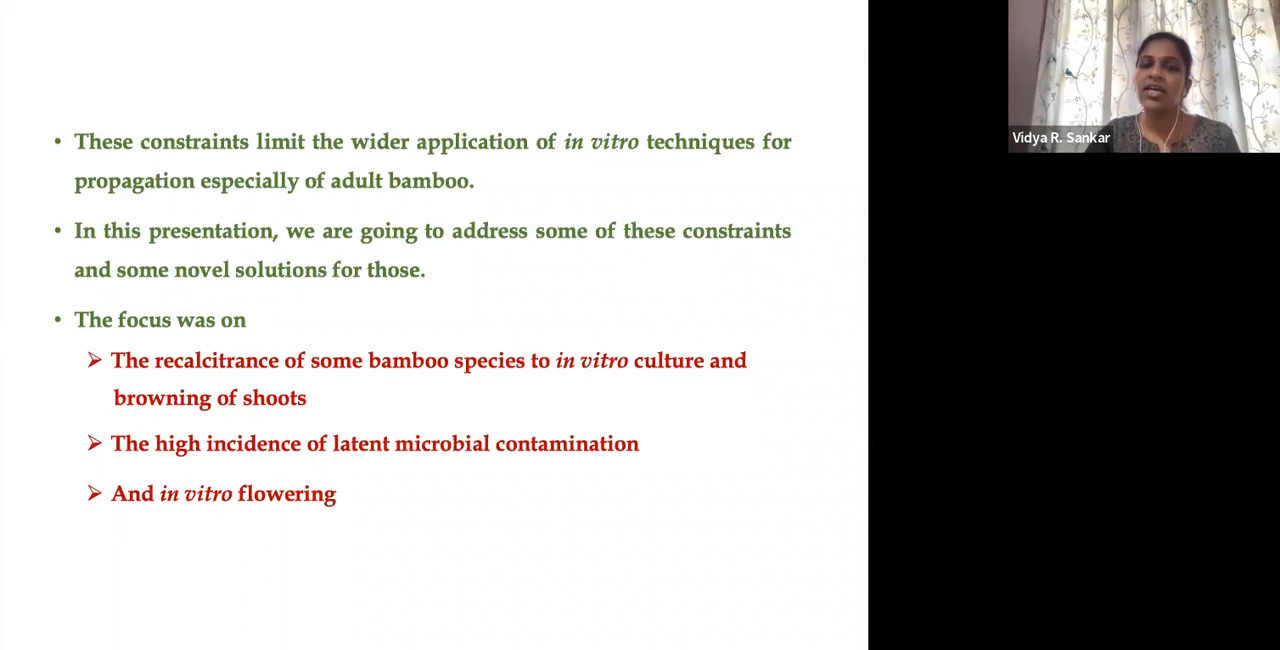 • These constraints limit the wider application of in vitro techniques for
propagation especially of adult bamboo.
• In this presentation, we are going to address some of these constraints
and some novel solutions for those.
• The focus was on
➢ The recalcitrance of some bamboo species to in vitro culture and
browning of shoots
➢ The high incidence of latent microbial contamination
➢ And in vitro flowering
Vidya R. Sankar